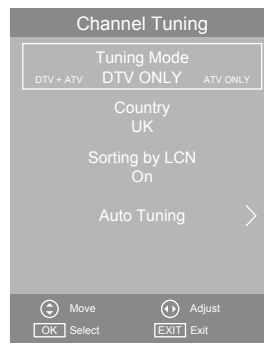 Channel Tuning
Tuning Mode
DTV + ATV DTV ONLY ATV ONLY
Country
UK
Sorting by LCN
On
Auto Tuning
Move Adjust
OK Select EXIT Exit